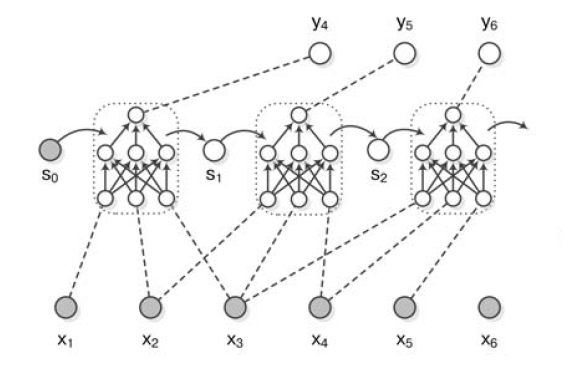 y₄ y₅ y₆
s₀ s₁ s₂
x₁ x₂ x₃ x₄ x₅ x₆